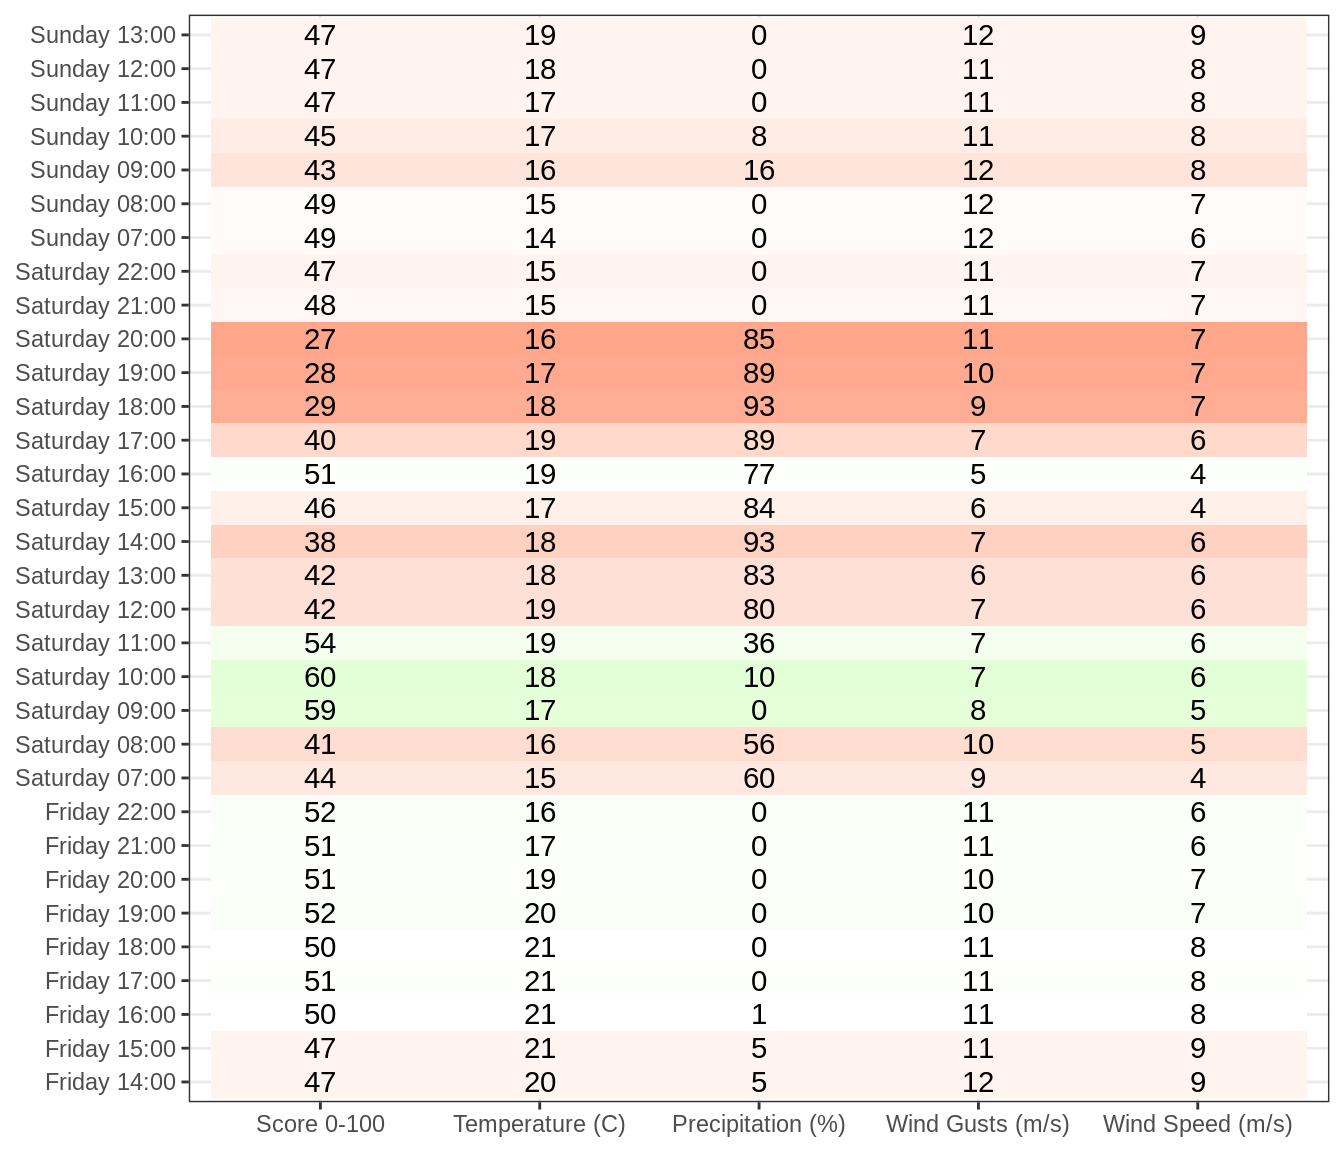 Sunday 13:00 47 19 0 12 9
Sunday 12:00 47 18 0 11 8
Sunday 11:00 47 17 0 11 8
Sunday 10:00 45 17 8 11 8
Sunday 09:00 43 16 16 12 8
Sunday 08:00 49 15 0 12 7
Sunday 07:00 49 14 0 12 6
Saturday 22:00 47 15 0 11 7
Saturday 21:00 48 15 0 11 7
Saturday 20:00 27 16 85 11 7
Saturday 19:00 28 17 89 10 7
Saturday 18:00 29 18 93 9 7
Saturday 17:00 40 19 89 7 6
Saturday 16:00 51 19 77 5 4
Saturday 15:00 46 17 84 6 4
Saturday 14:00 38 18 93 7 6
Saturday 13:00 42 18 83 6 6
Saturday 12:00 42 19 80 7 6
Saturday 11:00 54 19 36 7 6
Saturday 10:00 60 18 10 7 6
Saturday 09:00 59 17 0 8 5
Saturday 08:00 41 16 56 10 5
Saturday 07:00 44 15 60 9 4
Friday 22:00 52 16 0 11 6
Friday 21:00 51 17 0 11 6
Friday 20:00 51 19 0 10 7
Friday 19:00 52 20 0 10 7
Friday 18:00 50 21 0 11 8
Friday 17:00 51 21 0 11 8
Friday 16:00 50 21 1 11 8
Friday 15:00 47 21 5 11 9
Friday 14:00 47 20 5 12 9
Score 0-100 Temperature (C) Precipitation (%) Wind Gusts (m/s) Wind Speed (m/s)